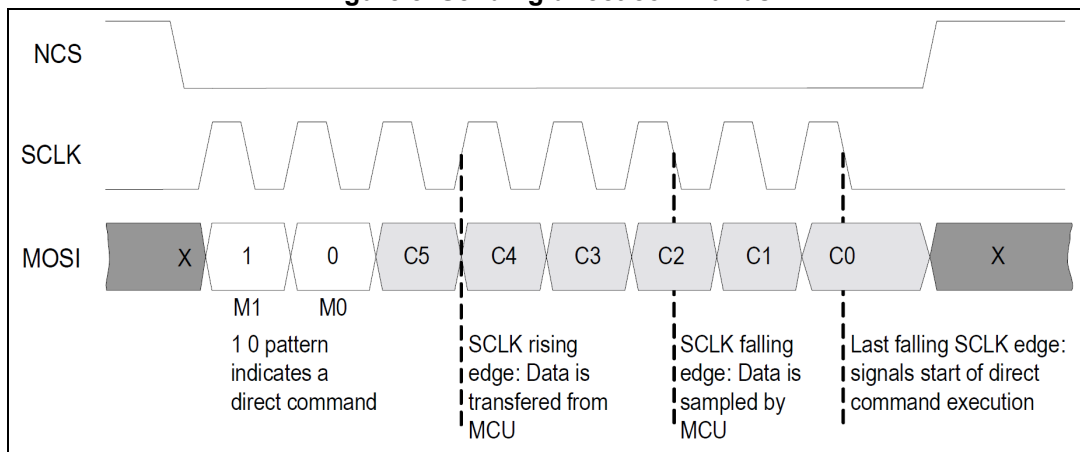 NCS
SCLK
MOSI
X
1
0
C5
C4
C3
C2
C1
C0
X
M1
M0
1 0 pattern
indicates a
direct command
SCLK rising
edge: Data is
transfered from
MCU
SCLK falling
edge: Data is
sampled by
MCU
Last falling SCLK edge:
signals start of direct
command execution